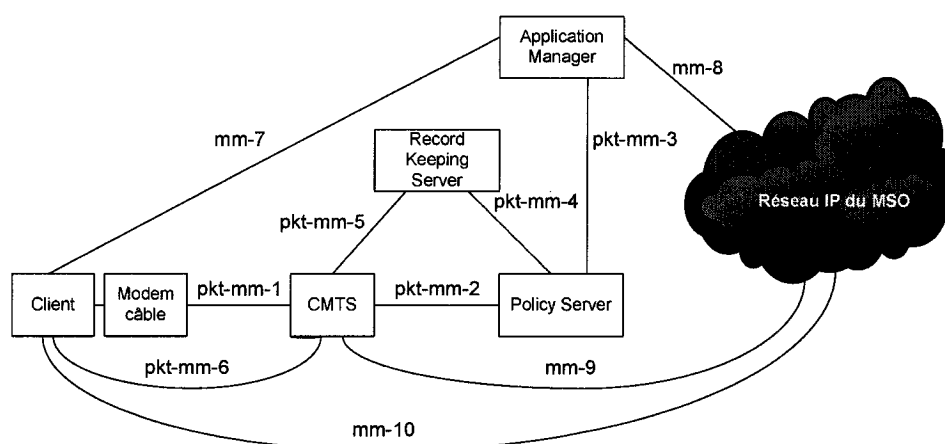 Application
Manager
mm-8
mm-7
pkt-mm-3
Record
Keeping
Server
Réseau IP du MSO
pkt-mm-5
pkt-mm-4
Client
Modem
câble
pkt-mm-1
CMTS
pkt-mm-2
Policy Server
pkt-mm-6
mm-9
mm-10